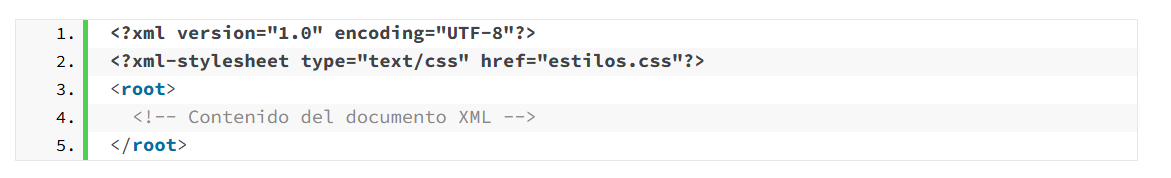 1. <?xml version="1.0" encoding="UTF-8"?>
2. <?xml-stylesheet type="text/css" href="estilos.css"?>
3. <root>
4.   <!-- Contenido del documento XML -->
5. </root>